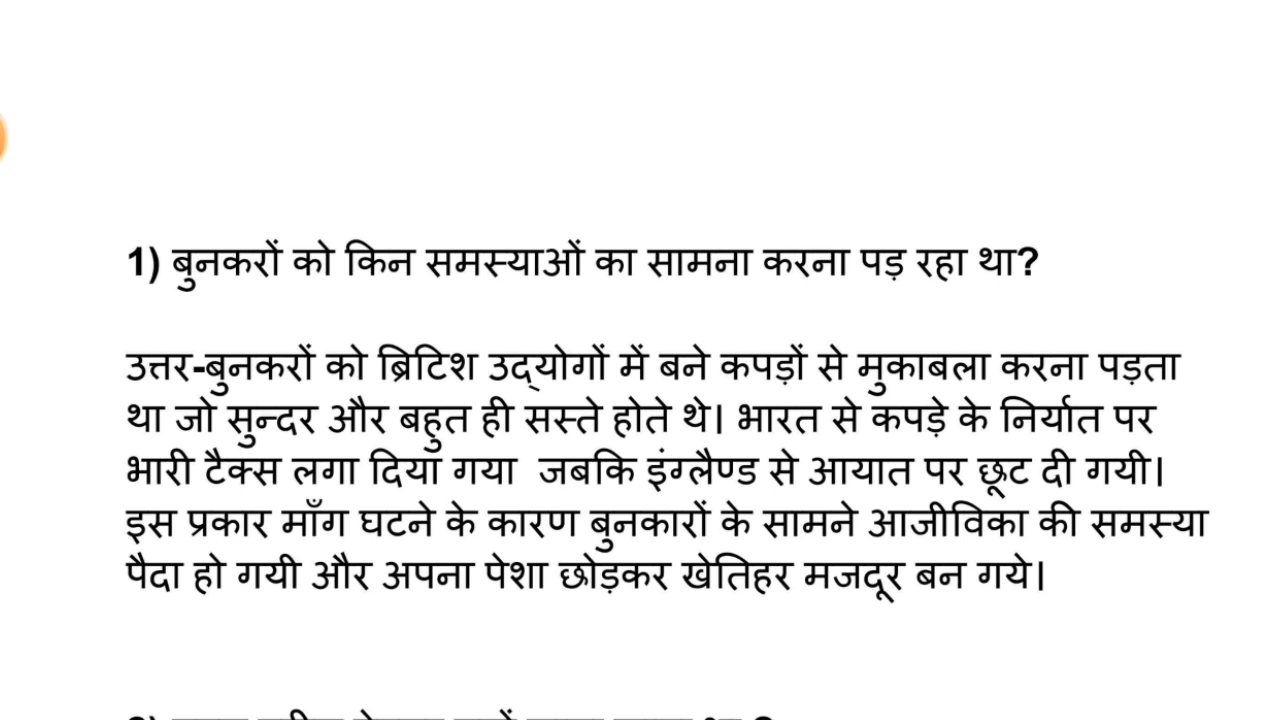 1) बुनकरों को किन समस्याओं का सामना करना पड़ रहा था?
उत्तर-बुनकरों को ब्रिटिश उद्योगों में बने कपड़ों से मुकाबला करना पड़ता
था जो सुन्दर और बहुत ही सस्ते होते थे। भारत से कपड़े के निर्यात पर
भारी टैक्स लगा दिया गया जबकि इंग्लैण्ड से आयात पर छूट दी गयी।
इस प्रकार माँग घटने के कारण बुनकारों के सामने आजीविका की समस्या
पैदा हो गयी और अपना पेशा छोड़कर खेतिहर मजदूर बन गये।